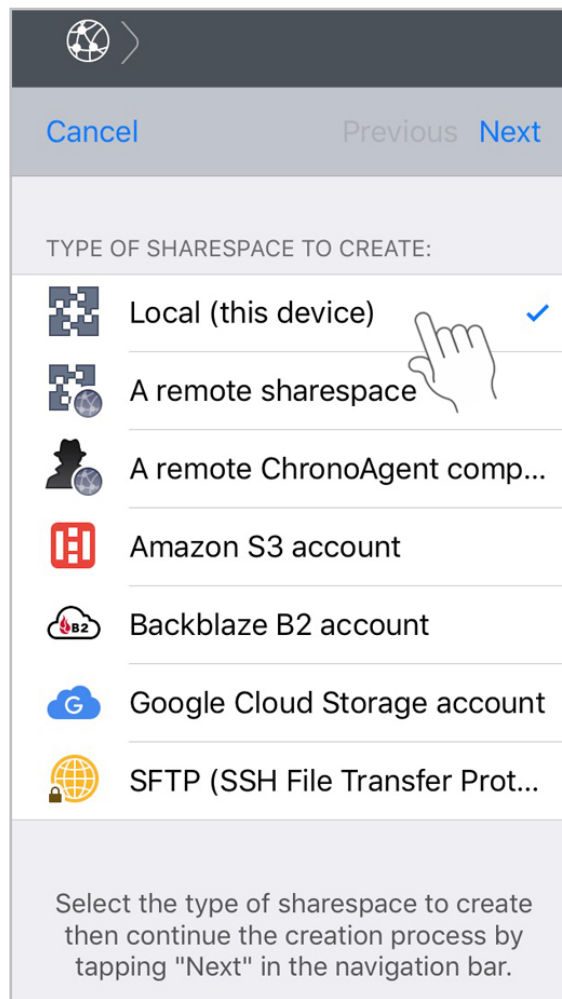 Cancel Previous Next
TYPE OF SHARESPACE TO CREATE:
Local (this device)
A remote sharespace
A remote ChronoAgent comp...
Amazon S3 account
B2 Backblaze B2 account
G Google Cloud Storage account
SFTP (SSH File Transfer Prot...
Select the type of sharespace to create
then continue the creation process by
tapping "Next" in the navigation bar.